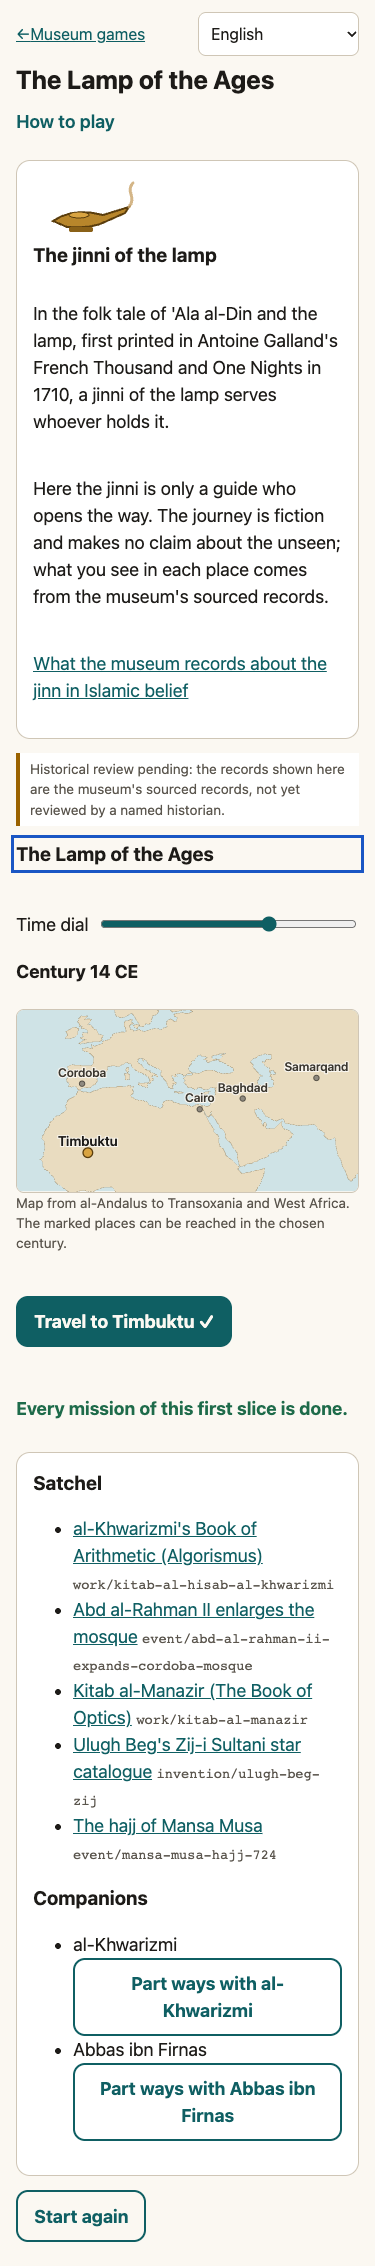 ←Museum games
English
The Lamp of the Ages
How to play
The jinni of the lamp
In the folk tale of 'Ala al-Din and the
lamp, first printed in Antoine Galland's
French Thousand and One Nights in
1710, a jinni of the lamp serves
whoever holds it.
Here the jinni is only a guide who
opens the way. The journey is fiction
and makes no claim about the unseen;
what you see in each place comes
from the museum's sourced records.
What the museum records about the
jinn in Islamic belief
Historical review pending: the records shown here
are the museum's sourced records, not yet
reviewed by a named historian.
The Lamp of the Ages
Time dial
Century 14 CE
Cordoba
Samarqand
Baghdad
Cairo
Timbuktu
Map from al-Andalus to Transoxania and West Africa.
The marked places can be reached in the chosen
century.
Travel to Timbuktu ✓
Every mission of this first slice is done.
Satchel
al-Khwarizmi's Book of
Arithmetic (Algorismus)
work/kitab-al-hisab-al-khwarizmi
Abd al-Rahman II enlarges the
mosque event/abd-al-rahman-ii-
expands-cordoba-mosque
Kitab al-Manazir (The Book of
Optics) work/kitab-al-manazir
Ulugh Beg's Zij-i Sultani star
catalogue invention/ulugh-beg-
zij
The hajj of Mansa Musa
event/mansa-musa-hajj-724
Companions
al-Khwarizmi
Part ways with al-
Khwarizmi
Abbas ibn Firnas
Part ways with Abbas ibn
Firnas
Start again